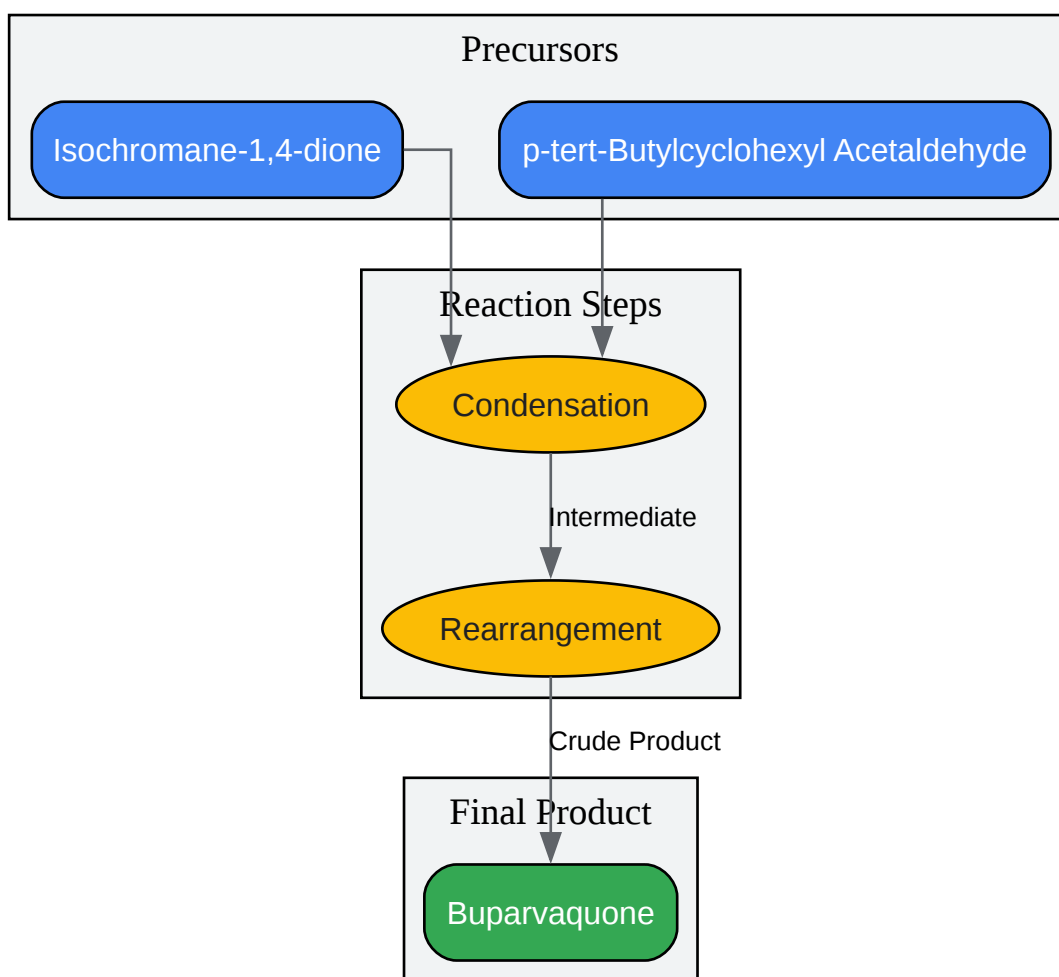 Precursors
Isochromane-1,4-dione
p-tert-Butylcyclohexyl Acetaldehyde
Reaction Steps
Condensation
Intermediate
Rearrangement
Crude Product
Final Product
Buparvaquone